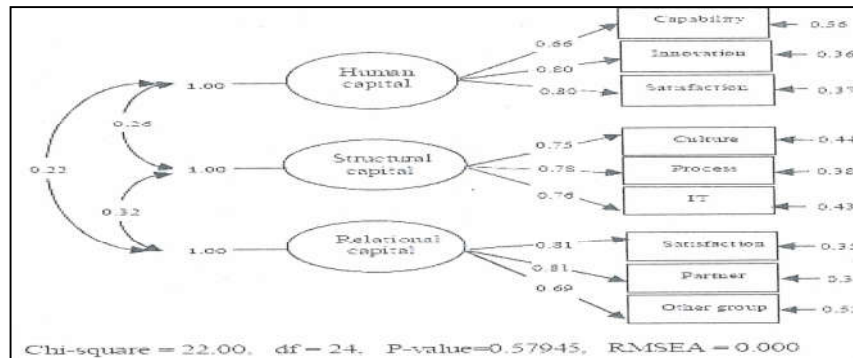 Capability
0.56
0.66
Human
capital
1.00
0.80
Innovation
0.36
0.80
Satisfaction
0.37
0.26
0.22
0.75
Culture
0.44
Structural
capital
1.00
0.78
Process
0.38
0.76
IT
0.43
0.32
Relational
capital
1.00
0.81
Satisfaction
0.81
Partner
0.69
Other group
Chi-square = 22.00, df = 24, P-value=0.57945, RMSEA = 0.000